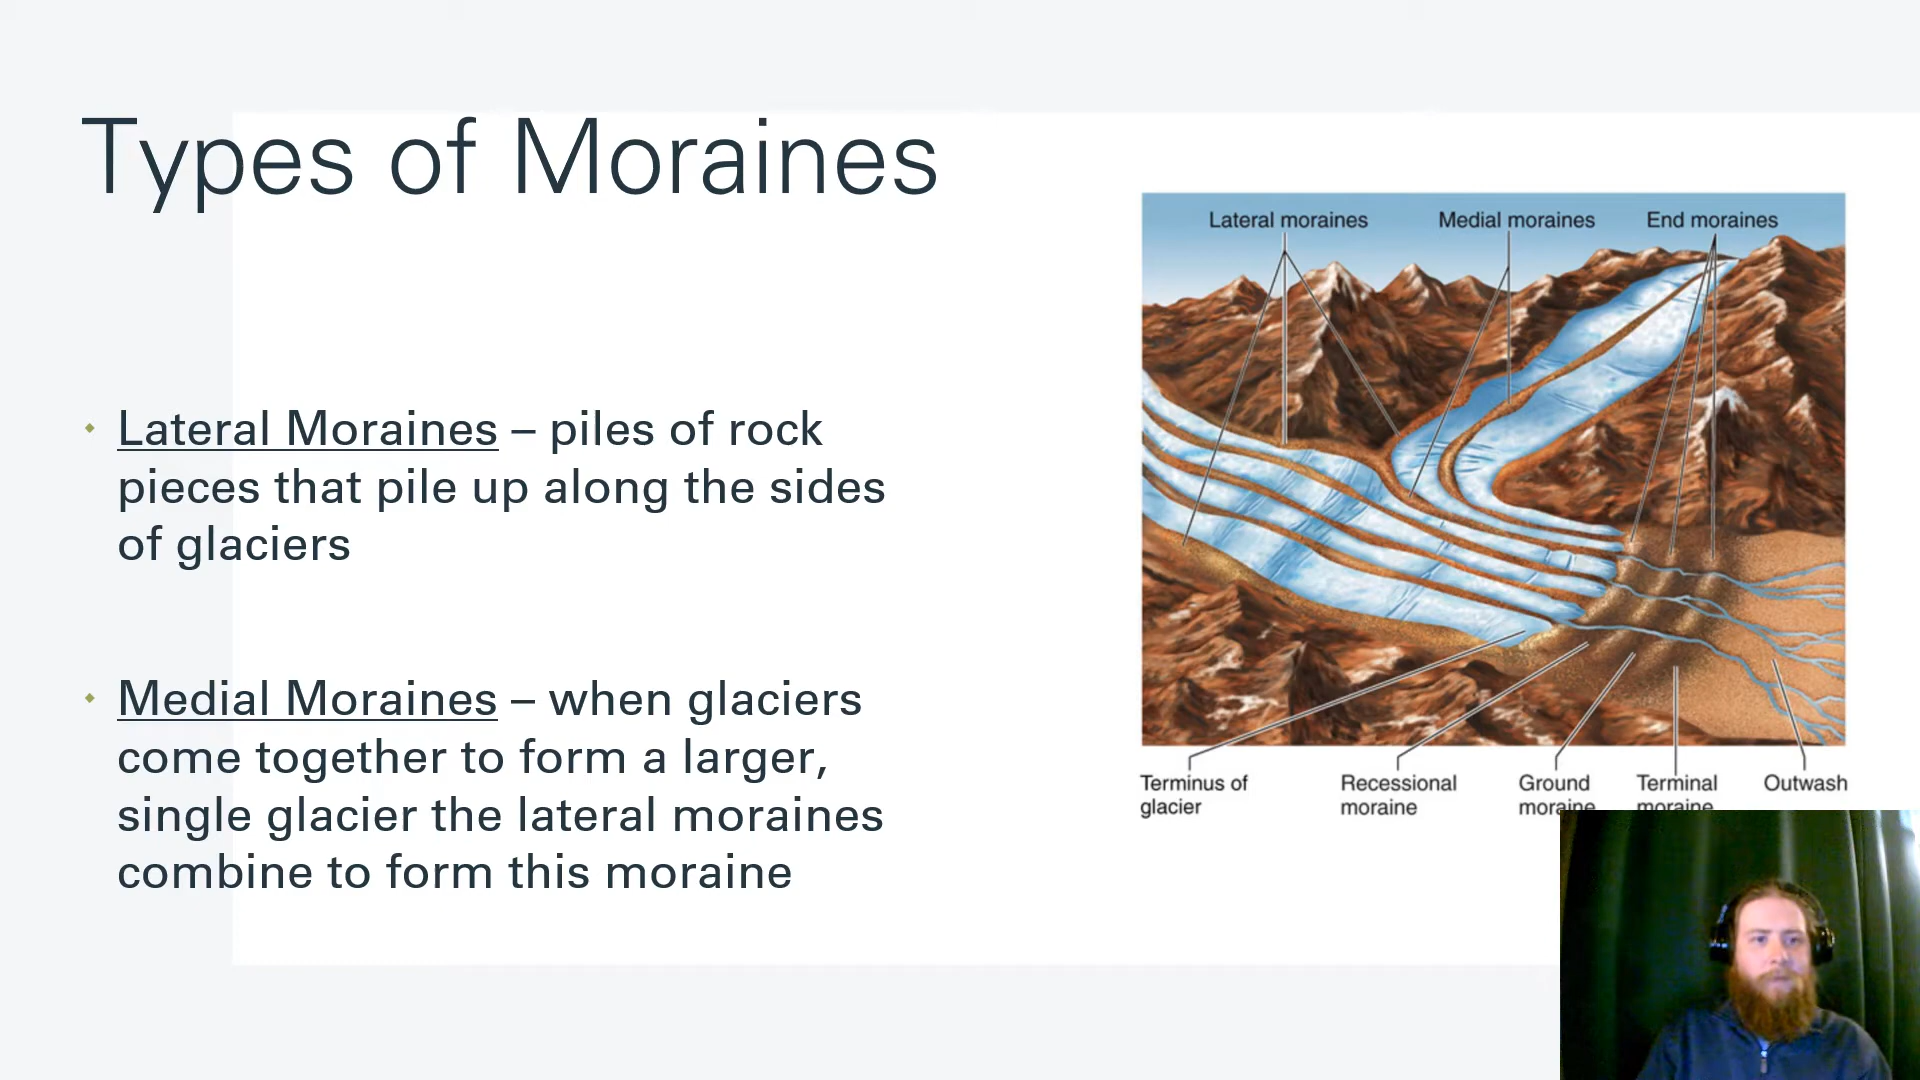 Types of Moraines
Lateral Moraines – piles of rock
pieces that pile up along the sides
of glaciers
Medial Moraines – when glaciers
come together to form a larger,
single glacier the lateral moraines
combine to form this moraine
Lateral moraines
Medial moraines
End moraines
Terminus of
glacier
Recessional
moraine
Ground
moraine
Terminal
moraine
Outwash